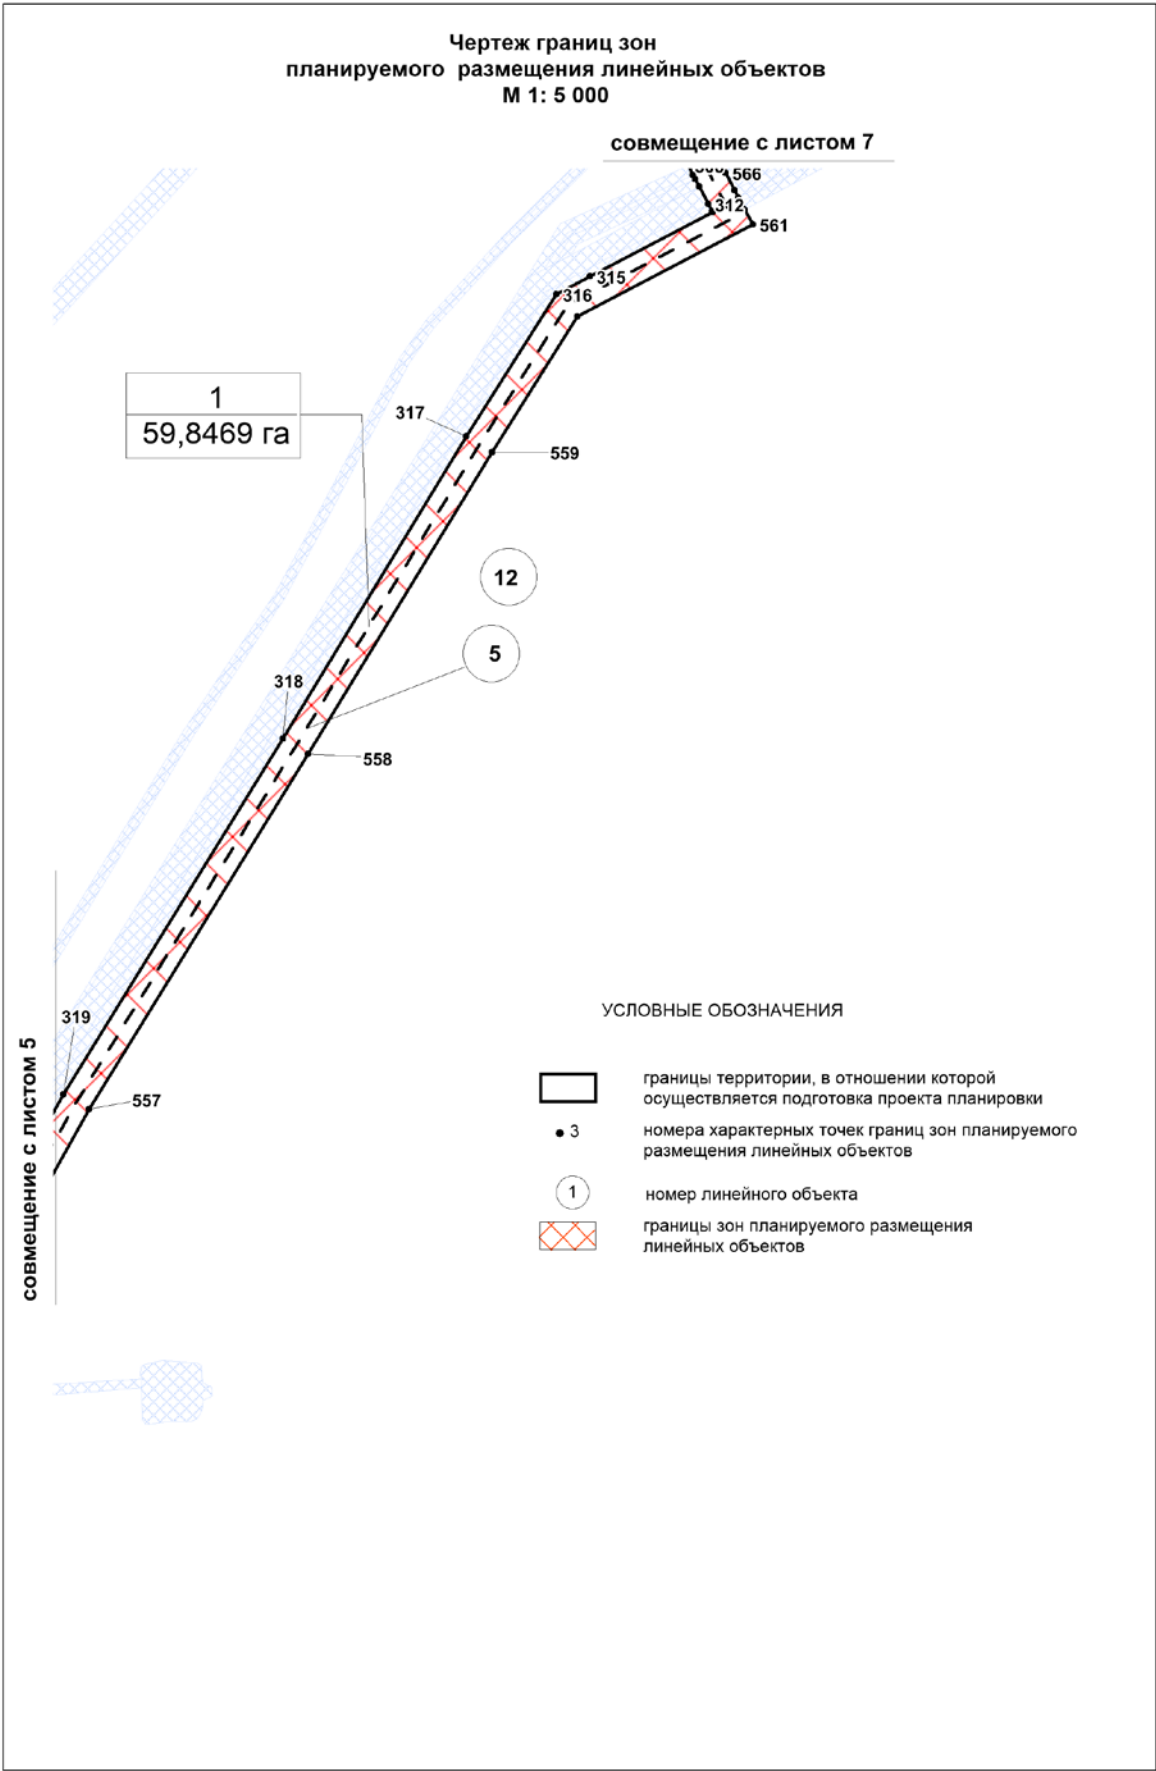 Чертеж границ зон
планируемого размещения линейных объектов
М 1: 5 000
совмещение с листом 7
566
312
561
315
316
1
59,8469 га
317
559
12
5
318
558
319
557
совмещение с листом 5
УСЛОВНЫЕ ОБОЗНАЧЕНИЯ
границы территории, в отношении которой
осуществляется подготовка проекта планировки
3
номера характерных точек границ зон планируемого
размещения линейных объектов
1
номер линейного объекта
границы зон планируемого размещения
линейных объектов